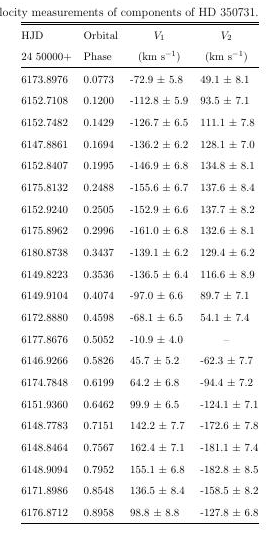 locity measurements of components of HD 350731.
HJD Orbital V1 V2
24 50000+ Phase (km s−1) (km s−1)
6173.8976 0.0773 -72.9 ± 5.8 49.1 ± 8.1
6152.7108 0.1200 -112.8 ± 5.9 93.5 ± 7.1
6152.7482 0.1429 -126.7 ± 6.5 111.1 ± 7.8
6147.8861 0.1694 -136.2 ± 6.2 128.1 ± 7.0
6152.8407 0.1995 -146.9 ± 6.8 134.8 ± 8.1
6175.8132 0.2488 -155.6 ± 6.7 137.6 ± 8.4
6152.9240 0.2505 -152.9 ± 6.6 137.7 ± 8.2
6175.8962 0.2996 -161.0 ± 6.8 132.6 ± 8.1
6180.8738 0.3437 -139.1 ± 6.2 129.4 ± 6.2
6149.8223 0.3536 -136.5 ± 6.4 116.6 ± 8.9
6149.9104 0.4074 -97.0 ± 6.6 89.7 ± 7.1
6172.8880 0.4598 -68.1 ± 6.5 54.1 ± 7.4
6177.8676 0.5052 -10.9 ± 4.0 –
6146.9266 0.5826 45.7 ± 5.2 -62.3 ± 7.7
6174.7848 0.6199 64.2 ± 6.8 -94.4 ± 7.2
6151.9360 0.6462 99.9 ± 6.5 -124.1 ± 7.1
6148.7783 0.7151 142.2 ± 7.7 -172.6 ± 7.8
6148.8464 0.7567 162.4 ± 7.1 -181.1 ± 7.4
6148.9094 0.7952 155.1 ± 6.8 -182.8 ± 8.5
6171.8986 0.8548 136.5 ± 8.4 -158.5 ± 8.2
6176.8712 0.8958 98.8 ± 8.8 -127.8 ± 6.8